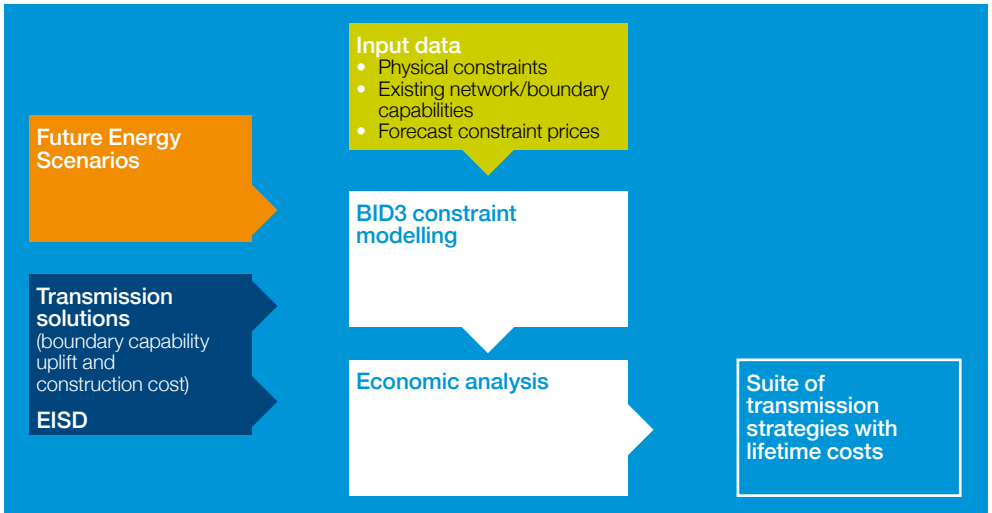 Input data
• Physical constraints
• Existing network/boundary
capabilities
• Forecast constraint prices
Future Energy
Scenarios
BID3 constraint
modelling
Transmission
solutions
(boundary capability
uplift and
construction cost)
EISD
Economic analysis
Suite of
transmission
strategies with
lifetime costs